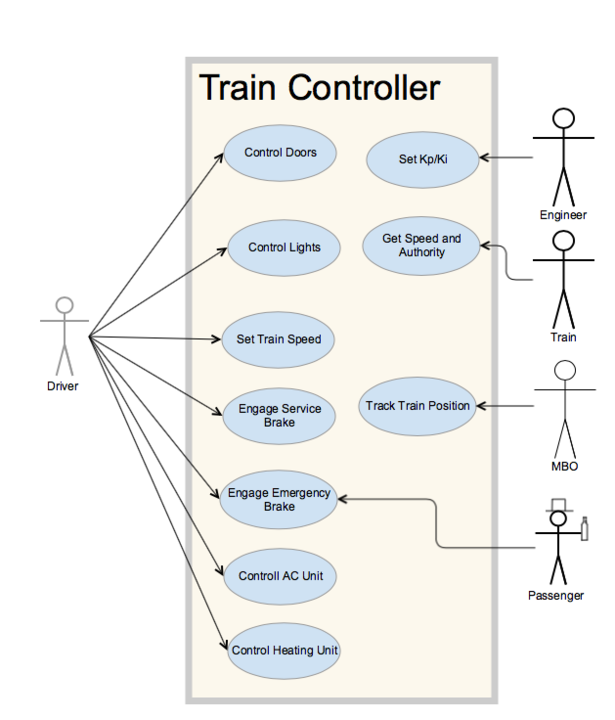 Train Controller
Control Doors
Set Kp/Ki
Engineer
Control Lights
Get Speed and
Authority
Train
Driver
Set Train Speed
Engage Service
Brake
Track Train Position
MBO
Engage Emergency
Brake
Controll AC Unit
Passenger
Control Heating Unit